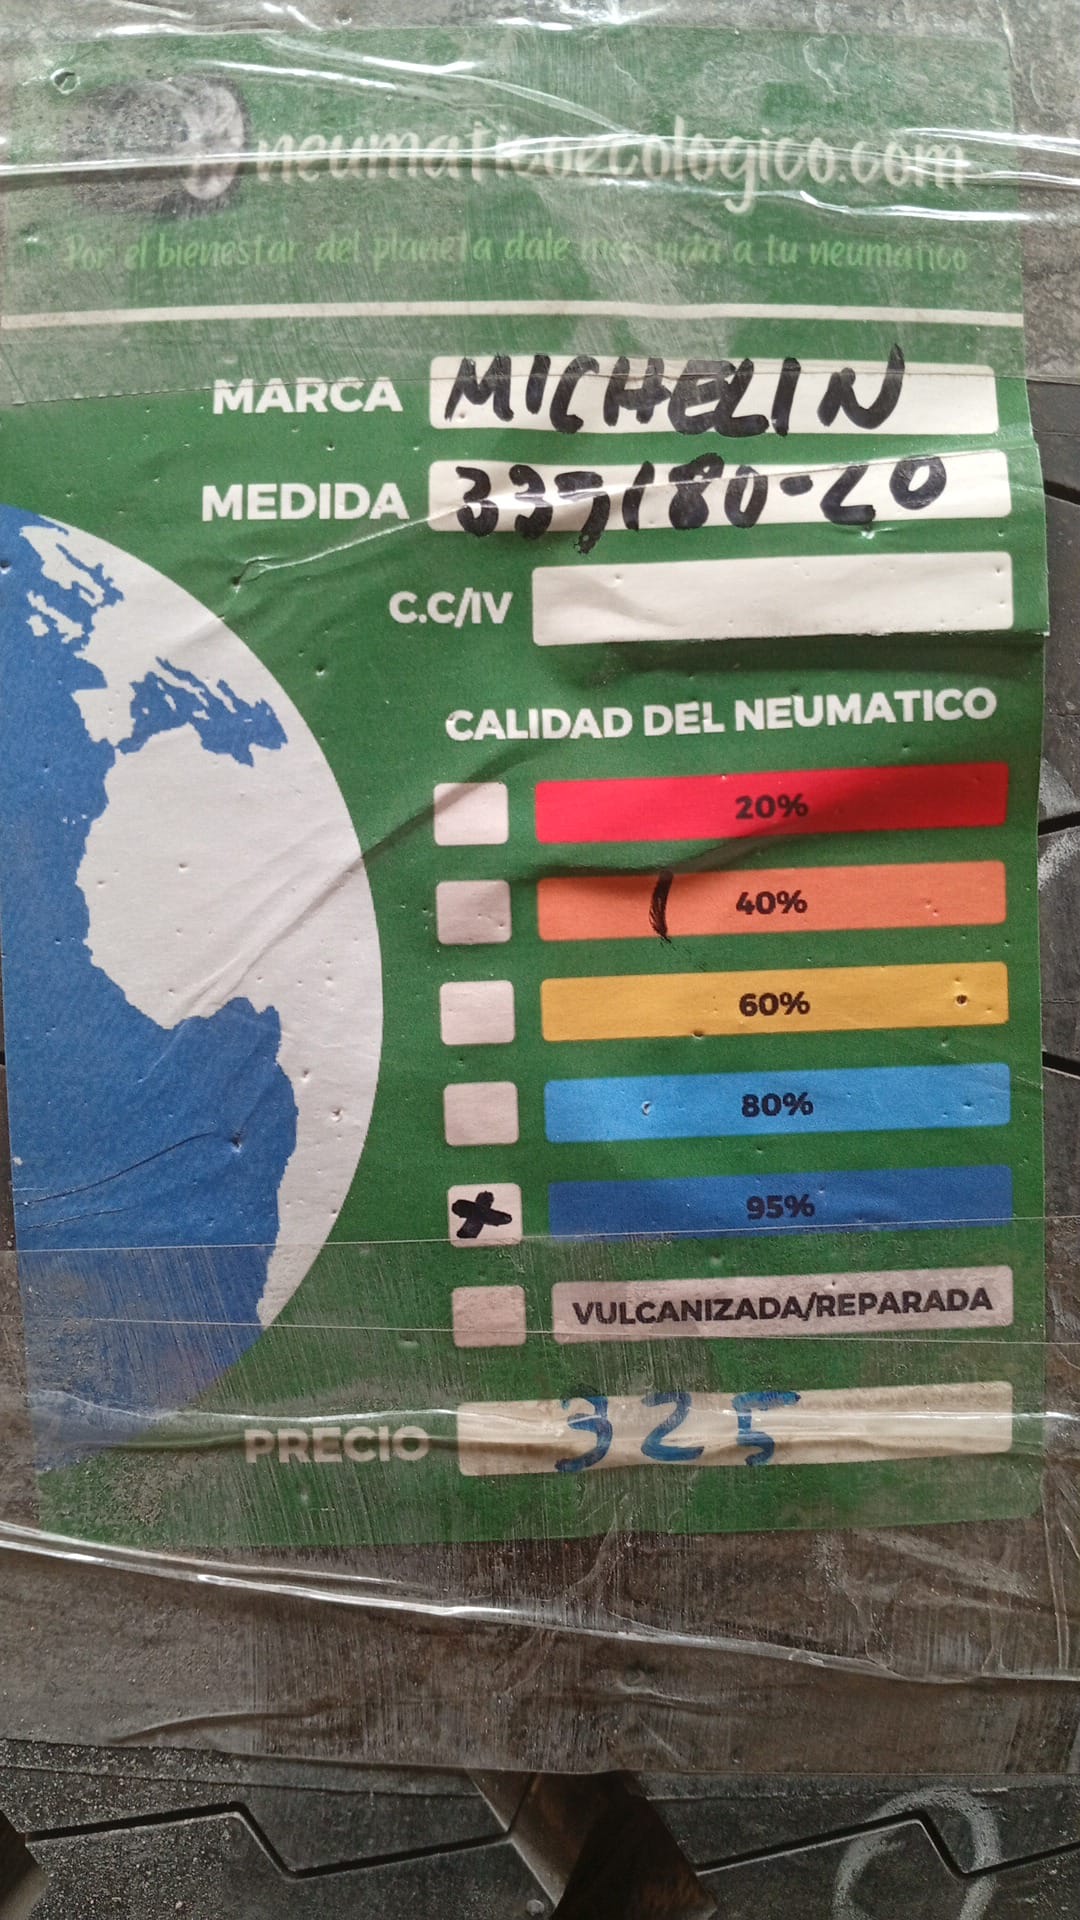 neumaticoecologico.com
Por el bienestar del planeta dale mas vida a tu neumatico
MARCA MICHELIN
MEDIDA 335/80-20
C.C/IV
CALIDAD DEL NEUMATICO
20%
40%
60%
80%
95%
VULCANIZADA/REPARADA
PRECIO 325